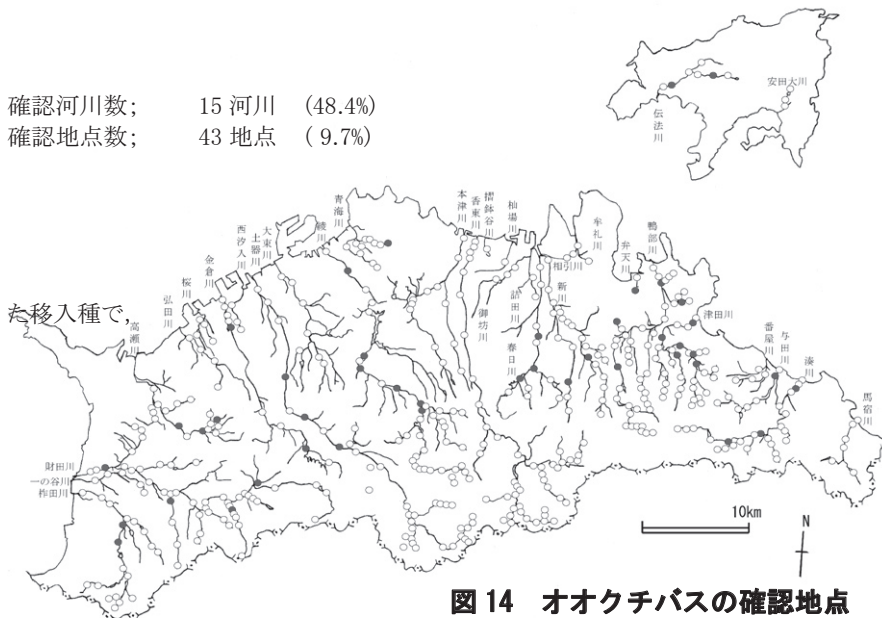 確認河川数; 15 河川 (48.4%)
確認地点数; 43 地点 ( 9.7%)
た移入種で,
安田大川
伝法川
青海川
綾川
大東川
土器川
西汐入川
金倉川
桜川
弘田川
高瀬川
本津川
香東川
摺鉢谷川
杣場川
牟礼川
相引川
新川
詰田川
御坊川
春日川
弁天川
鴨部川
津田川
番屋川
与田川
湊川
馬宿川
財田川
一の谷川
柞田川
10km
N
図 14 オオクチバスの確認地点